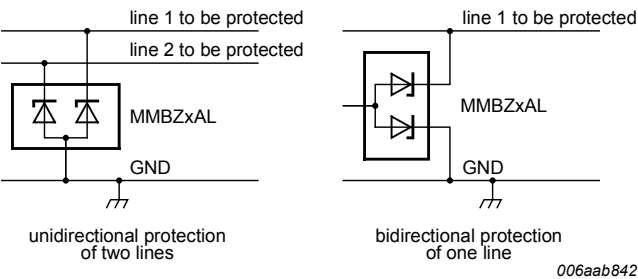 line 1 to be protected
line 2 to be protected
MMBZxAL
GND
unidirectional protection
of two lines
line 1 to be protected
MMBZxAL
GND
bidirectional protection
of one line
006aab842